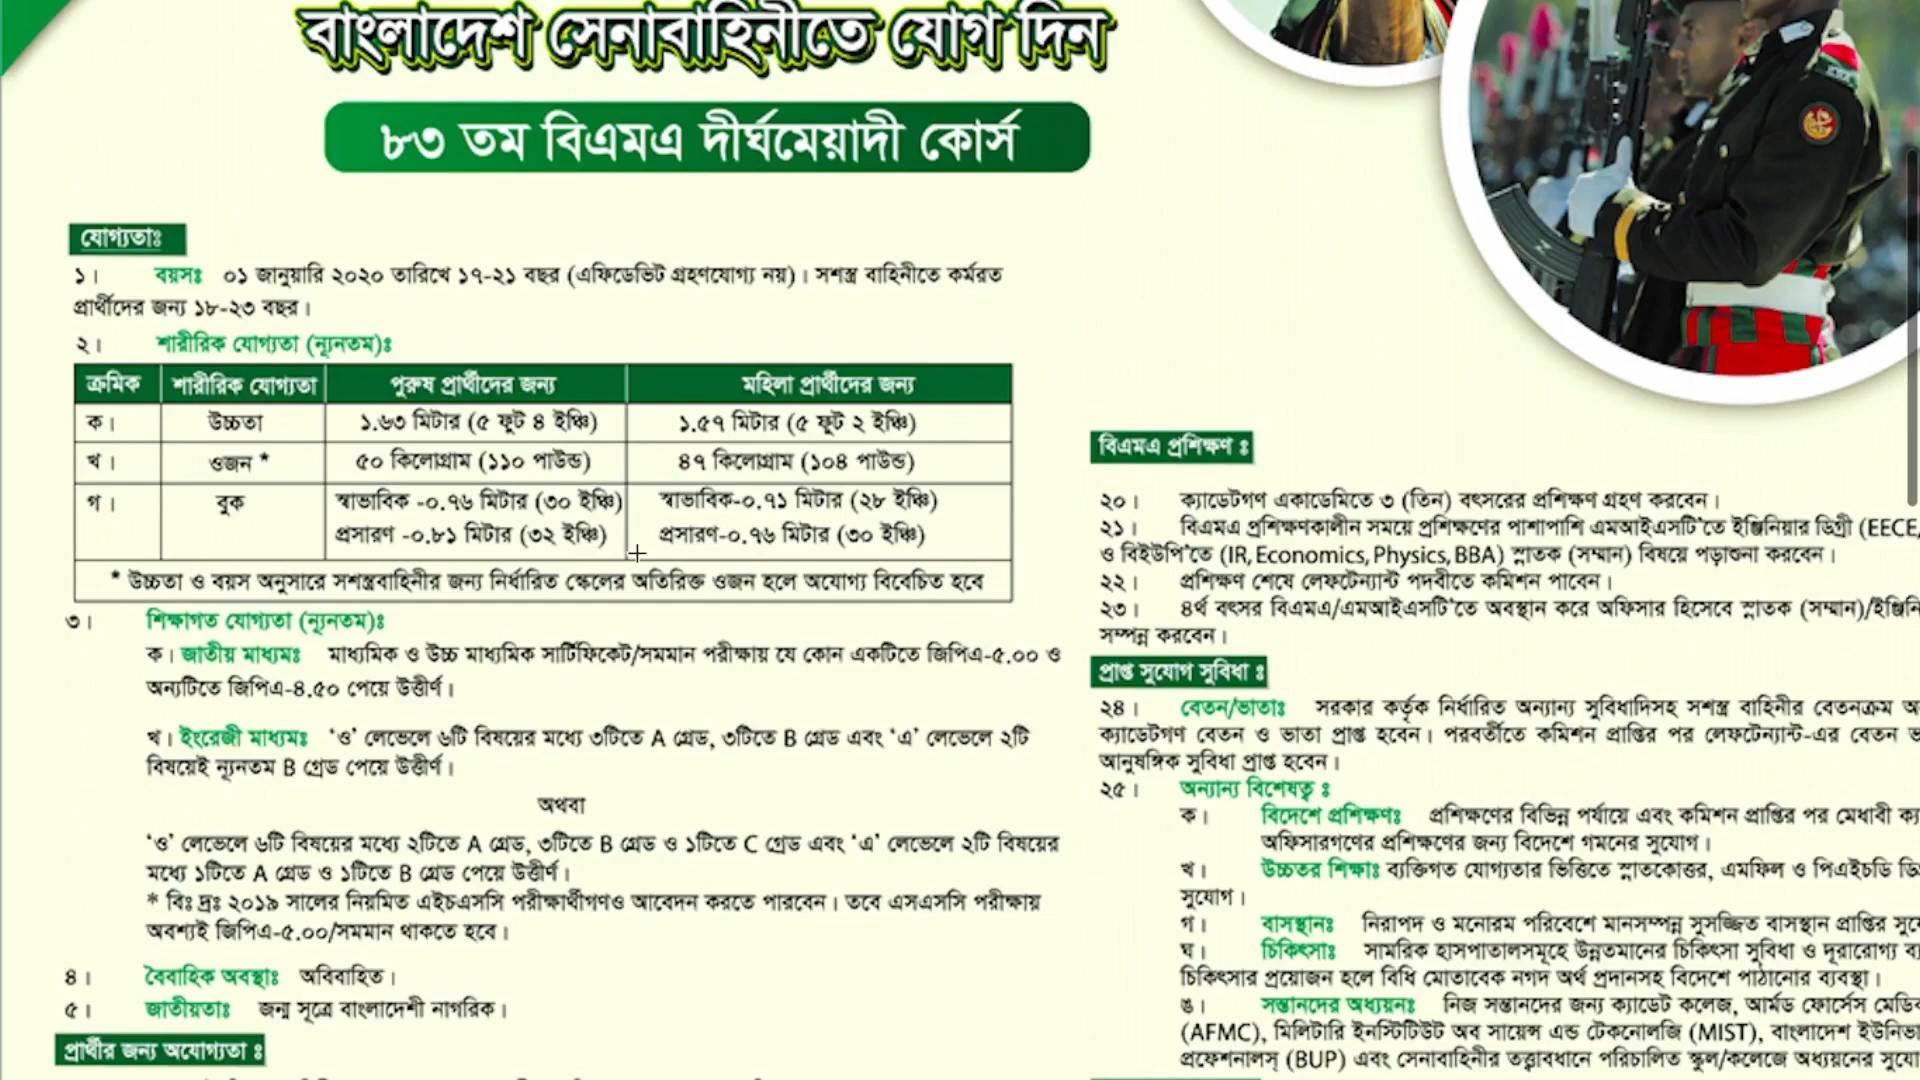 বাংলাদেশ সেনাবাহিনীতে যোগ দিন
৮৩ তম বিএমএ দীর্ঘমেয়াদী কোর্স
যোগ্যতাঃ
১। বয়সঃ ০১ জানুয়ারি ২০২০ তারিখে ১৭-২১ বছর (এফিডেভিট গ্রহণযোগ্য নয়)। সশস্ত্র বাহিনীতে কর্মরত
প্রার্থীদের জন্য ১৮-২৩ বছর।
২। শারীরিক যোগ্যতা (ন্যূনতম)ঃ
ক্রমিক শারীরিক যোগ্যতা পুরুষ প্রার্থীদের জন্য মহিলা প্রার্থীদের জন্য
ক। উচ্চতা ১.৬৩ মিটার (৫ ফুট ৪ ইঞ্চি) ১.৫৭ মিটার (৫ ফুট ২ ইঞ্চি)
খ। ওজন * ৫০ কিলোগ্রাম (১১০ পাউন্ড) ৪৭ কিলোগ্রাম (১০৪ পাউন্ড)
গ। বুক স্বাভাবিক -০.৭৬ মিটার (৩০ ইঞ্চি) স্বাভাবিক-০.৭১ মিটার (২৮ ইঞ্চি)
প্রসারণ -০.৮১ মিটার (৩২ ইঞ্চি) প্রসারণ-০.৭৬ মিটার (৩০ ইঞ্চি)
* উচ্চতা ও বয়স অনুসারে সশস্ত্রবাহিনীর জন্য নির্ধারিত স্কেলের অতিরিক্ত ওজন হলে অযোগ্য বিবেচিত হবে
৩। শিক্ষাগত যোগ্যতা (ন্যূনতম)ঃ
ক। জাতীয় মাধ্যমঃ মাধ্যমিক ও উচ্চ মাধ্যমিক সার্টিফিকেট/সমমান পরীক্ষায় যে কোন একটিতে জিপিএ-৫.০০ ও
অন্যটিতে জিপিএ-৪.৫০ পেয়ে উত্তীর্ণ।
খ। ইংরেজী মাধ্যমঃ ‘ও’ লেভেলে ৬টি বিষয়ের মধ্যে ৩টিতে A গ্রেড, ৩টিতে B গ্রেড এবং ‘এ’ লেভেলে ২টি
বিষয়েই ন্যূনতম B গ্রেড পেয়ে উত্তীর্ণ।
অথবা
‘ও’ লেভেলে ৬টি বিষয়ের মধ্যে ২টিতে A গ্রেড, ৩টিতে B গ্রেড ও ১টিতে C গ্রেড এবং ‘এ’ লেভেলে ২টি বিষয়ের
মধ্যে ১টিতে A গ্রেড ও ১টিতে B গ্রেড পেয়ে উত্তীর্ণ।
* বিঃ দ্রঃ ২০১৯ সালের নিয়মিত এইচএসসি পরীক্ষার্থীগণও আবেদন করতে পারবেন। তবে এসএসসি পরীক্ষায়
অবশ্যই জিপিএ-৫.০০/সমমান থাকতে হবে।
৪। বৈবাহিক অবস্থাঃ অবিবাহিত।
৫। জাতীয়তাঃ জন্ম সূত্রে বাংলাদেশী নাগরিক।
প্রার্থীর জন্য অযোগ্যতা ঃ
বিএমএ প্রশিক্ষণ ঃ
২০। ক্যাডেটগণ একাডেমিতে ৩ (তিন) বৎসরের প্রশিক্ষণ গ্রহণ করবেন।
২১। বিএমএ প্রশিক্ষণকালীন সময়ে প্রশিক্ষণের পাশাপাশি এমআইএসটি’তে ইঞ্জিনিয়ার ডিগ্রী (EECE,
ও বিইউপি’তে (IR, Economics, Physics, BBA) স্নাতক (সম্মান) বিষয়ে পড়াশুনা করবেন।
২২। প্রশিক্ষণ শেষে লেফটেন্যান্ট পদবীতে কমিশন পাবেন।
২৩। ৪র্থ বৎসর বিএমএ/এমআইএসটি’তে অবস্থান করে অফিসার হিসেবে স্নাতক (সম্মান)/ইঞ্জিনি
সম্পন্ন করবেন।
প্রাপ্ত সুযোগ সুবিধা ঃ
২৪। বেতন/ভাতাঃ সরকার কর্তৃক নির্ধারিত অন্যান্য সুবিধাদিসহ সশস্ত্র বাহিনীর বেতনক্রম অ
ক্যাডেটগণ বেতন ও ভাতা প্রাপ্ত হবেন। পরবর্তীতে কমিশন প্রাপ্তির পর লেফটেন্যান্ট-এর বেতন ভ
আনুষঙ্গিক সুবিধা প্রাপ্ত হবেন।
২৫। অন্যান্য বিশেষত্ব ঃ
ক। বিদেশে প্রশিক্ষণঃ প্রশিক্ষণের বিভিন্ন পর্যায়ে এবং কমিশন প্রাপ্তির পর মেধাবী ক্য
অফিসারগণের প্রশিক্ষণের জন্য বিদেশে গমনের সুযোগ।
খ। উচ্চতর শিক্ষাঃ ব্যক্তিগত যোগ্যতার ভিত্তিতে স্নাতকোত্তর, এমফিল ও পিএইচডি ডি
সুযোগ।
গ। বাসস্থানঃ নিরাপদ ও মনোরম পরিবেশে মানসম্পন্ন সুসজ্জিত বাসস্থান প্রাপ্তির সু
ঘ। চিকিৎসাঃ সামরিক হাসপাতালসমূহে উন্নতমানের চিকিৎসা সুবিধা ও দূরারোগ্য ব্য
চিকিৎসার প্রয়োজন হলে বিধি মোতাবেক নগদ অর্থ প্রদানসহ বিদেশে পাঠানোর ব্যবস্থা।
ঙ। সন্তানদের অধ্যয়নঃ নিজ সন্তানদের জন্য ক্যাডেট কলেজ, আর্মড ফোর্সেস মেডি
(AFMC), মিলিটারি ইনস্টিটিউট অব সায়েন্স এন্ড টেকনোলজি (MIST), বাংলাদেশ ইউনিভা
প্রফেশনালস্ (BUP) এবং সেনাবাহিনীর তত্ত্বাবধানে পরিচালিত স্কুল/কলেজে অধ্যয়নের সুযো